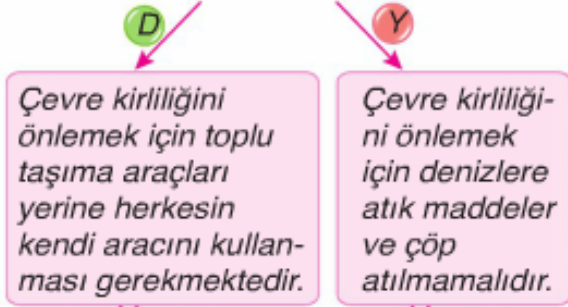 D
Y
Çevre kirliliğini
önlemek için toplu
taşıma araçları
yerine herkesin
kendi aracını kullan-
ması gerekmektedir.
Çevre kirliliği-
ni önlemek
için denizlere
atık maddeler
ve çöp
atılmamalıdır.